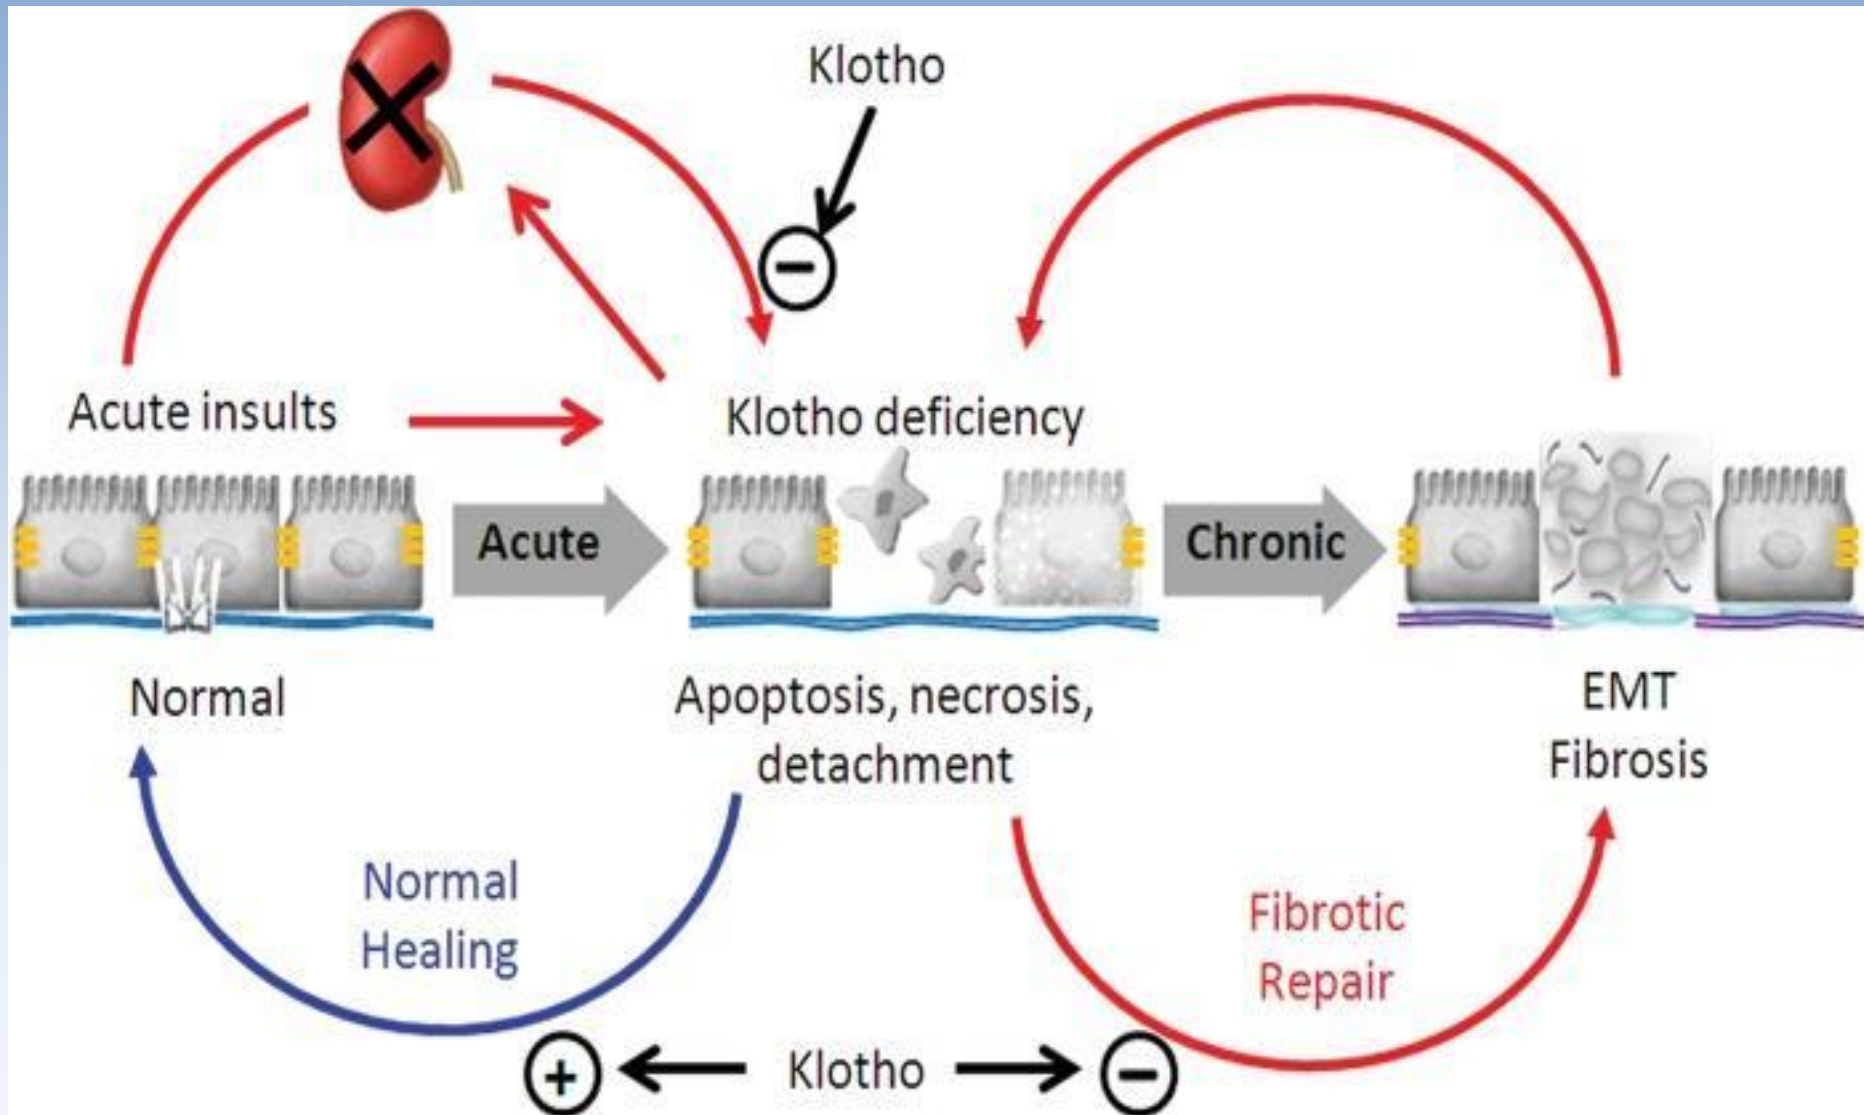 Klotho
Acute insults
Klotho deficiency
Acute
Chronic
Normal
Apoptosis, necrosis,
detachment
EMT
Fibrosis
Normal
Healing
Fibrotic
Repair
+
Klotho
−
−